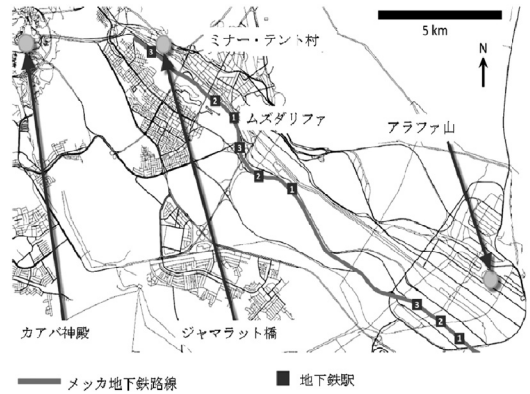 5 km
N
ミナー・テント村
3
2
1
ムズダリファ
3
2
1
アラファ山
3
2
1
カアバ神殿
ジャマラット橋
メッカ地下鉄路線
地下鉄駅